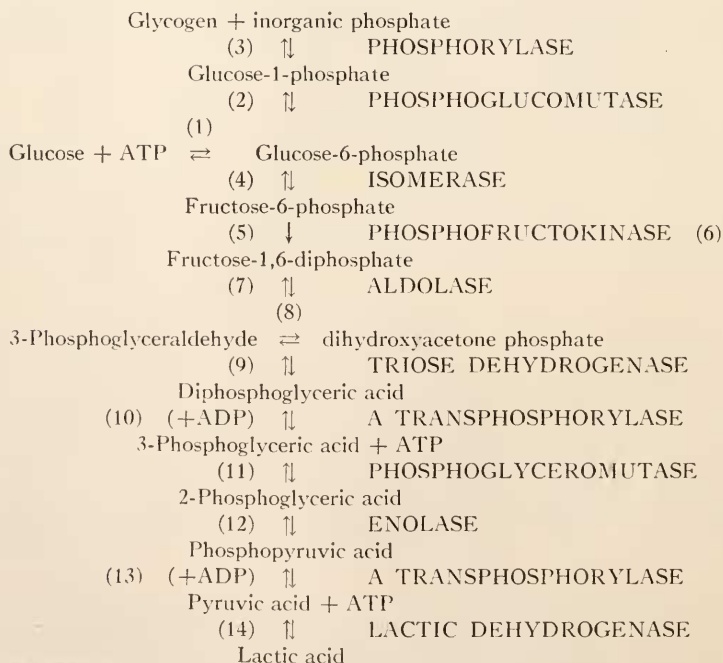 Glycogen + inorganic phosphate
(3) ⇅ PHOSPHORYLASE
Glucose-1-phosphate
(2) ⇅ PHOSPHOGLUCOMUTASE
(1)
Glucose + ATP ⇄ Glucose-6-phosphate
(4) ⇅ ISOMERASE
Fructose-6-phosphate
(5) ↓ PHOSPHOFRUCTOKINASE (6)
Fructose-1,6-diphosphate
(7) ⇅ ALDOLASE
(8)
3-Phosphoglyceraldehyde ⇄ dihydroxyacetone phosphate
(9) ⇅ TRIOSE DEHYDROGENASE
Diphosphoglyceric acid
(10) (+ADP) ⇅ A TRANSPHOSPHORYLASE
3-Phosphoglyceric acid + ATP
(11) ⇅ PHOSPHOGLYCEROMUTASE
2-Phosphoglyceric acid
(12) ⇅ ENOLASE
Phosphopyruvic acid
(13) (+ADP) ⇅ A TRANSPHOSPHORYLASE
Pyruvic acid + ATP
(14) ⇅ LACTIC DEHYDROGENASE
Lactic acid